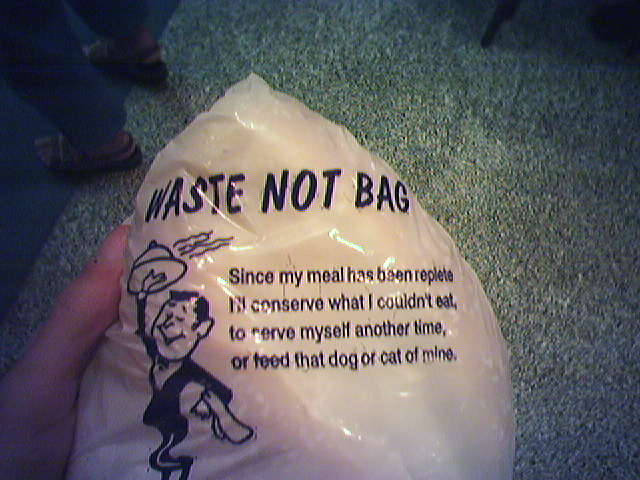 WASTE NOT BAG
Since my meal has been replete
I'll conserve what I couldn't eat,
to serve myself another time,
or feed that dog or cat of mine.